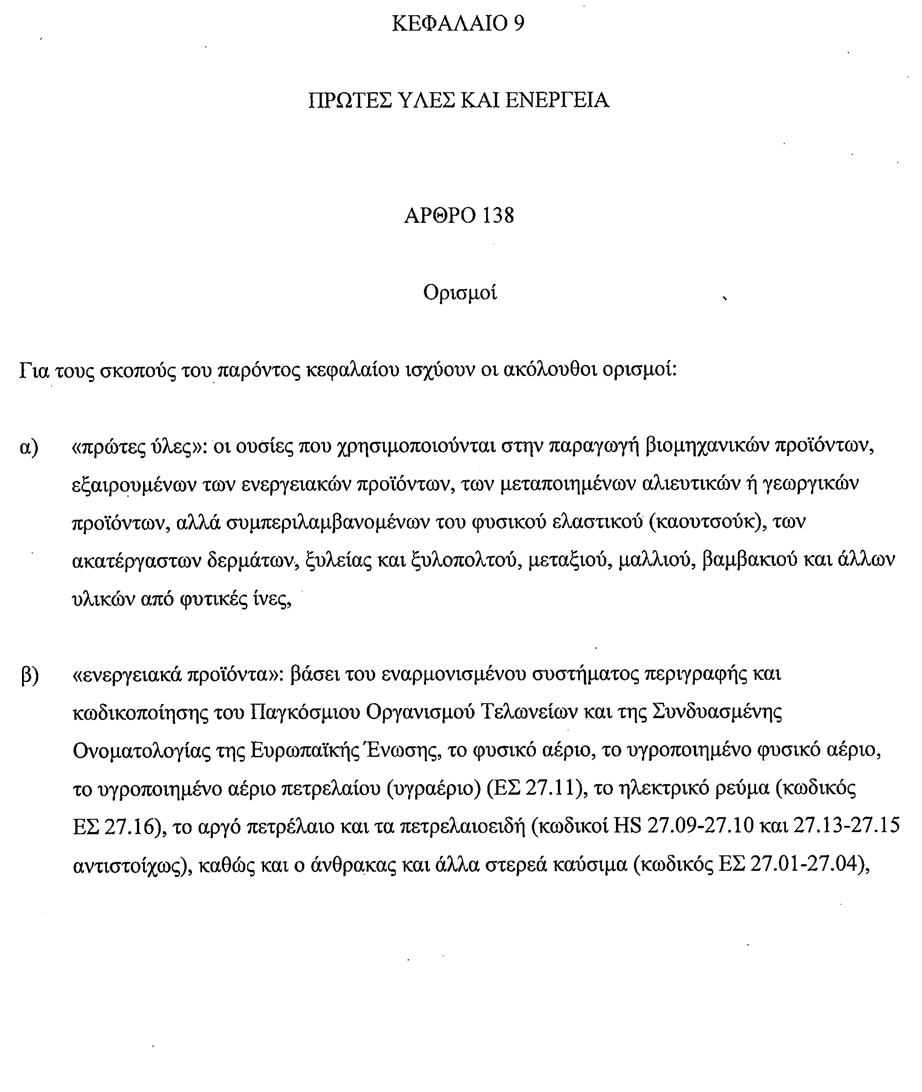 ΚΕΦΑΛΑΙΟ 9
ΠΡΩΤΕΣ ΥΛΕΣ ΚΑΙ ΕΝΕΡΓΕΙΑ
ΑΡΘΡΟ 138
Ορισμοί
Για τους σκοπούς του παρόντος κεφαλαίου ισχύουν οι ακόλουθοι ορισμοί:
α) «πρώτες ύλες»: οι ουσίες που χρησιμοποιούνται στην παραγωγή βιομηχανικών προϊόντων,
εξαιρουμένων των ενεργειακών προϊόντων, των μεταποιημένων αλιευτικών ή γεωργικών
προϊόντων, αλλά συμπεριλαμβανομένων του φυσικού ελαστικού (καουτσούκ), των
ακατέργαστων δερμάτων, ξυλείας και ξυλοπολτού, μεταξιού, μαλλιού, βαμβακιού και άλλων
υλικών από φυτικές ίνες,
β) «ενεργειακά προϊόντα»: βάσει του εναρμονισμένου συστήματος περιγραφής και
κωδικοποίησης του Παγκόσμιου Οργανισμού Τελωνείων και της Συνδυασμένης
Ονοματολογίας της Ευρωπαϊκής Ένωσης, το φυσικό αέριο, το υγροποιημένο φυσικό αέριο,
το υγροποιημένο αέριο πετρελαίου (υγραέριο) (ΕΣ 27.11), το ηλεκτρικό ρεύμα (κωδικός
ΕΣ 27.16), το αργό πετρέλαιο και τα πετρελαιοειδή (κωδικοί HS 27.09-27.10 και 27.13-27.15
αντιστοίχως), καθώς και ο άνθρακας και άλλα στερεά καύσιμα (κωδικός ΕΣ 27.01-27.04),